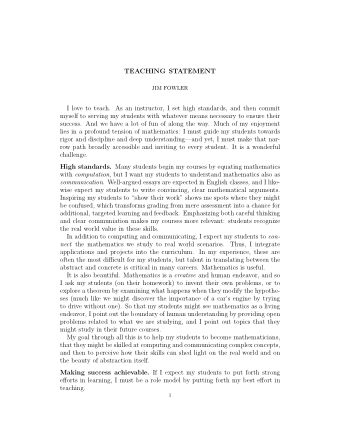 TEACHING STATEMENT
JIM FOWLER
I love to teach. As an instructor, I set high standards, and then commit
myself to serving my students with whatever means necessary to ensure their
success. And we have a lot of fun of along the way. Much of my enjoyment
lies in a profound tension of mathematics: I must guide my students towards
rigor and discipline and deep understanding—and yet, I must make that nar-
row path broadly accessible and inviting to every student. It is a wonderful
challenge.
High standards. Many students begin my courses by equating mathematics
with computation, but I want my students to understand mathematics also as
communication. Well-argued essays are expected in English classes, and I like-
wise expect my students to write convincing, clear mathematical arguments.
Inspiring my students to “show their work” shows me spots where they might
be confused, which transforms grading from mere assessment into a chance for
additional, targeted learning and feedback. Emphasizing both careful thinking
and clear communication makes my courses more relevant: students recognize
the real world value in these skills.
In addition to computing and communicating, I expect my students to con-
nect the mathematics we study to real world scenarios. Thus, I integrate
applications and projects into the curriculum. In my experience, these are
often the most difficult for my students, but talent in translating between the
abstract and concrete is critical in many careers. Mathematics is useful.
It is also beautiful. Mathematics is a creative and human endeavor, and so
I ask my students (on their homework) to invent their own problems, or to
explore a theorem by examining what happens when they modify the hypothe-
ses (much like we might discover the importance of a car's engine by trying
to drive without one). So that my students might see mathematics as a living
endeavor, I point out the boundary of human understanding by providing open
problems related to what we are studying, and I point out topics that they
might study in their future courses.
My goal through all this is to help my students to become mathematicians,
that they might be skilled at computing and communicating complex concepts,
and then to perceive how their skills can shed light on the real world and on
the beauty of abstraction itself.
Making success achievable. If I expect my students to put forth strong
efforts in learning, I must be a role model by putting forth my best effort in
teaching.
1